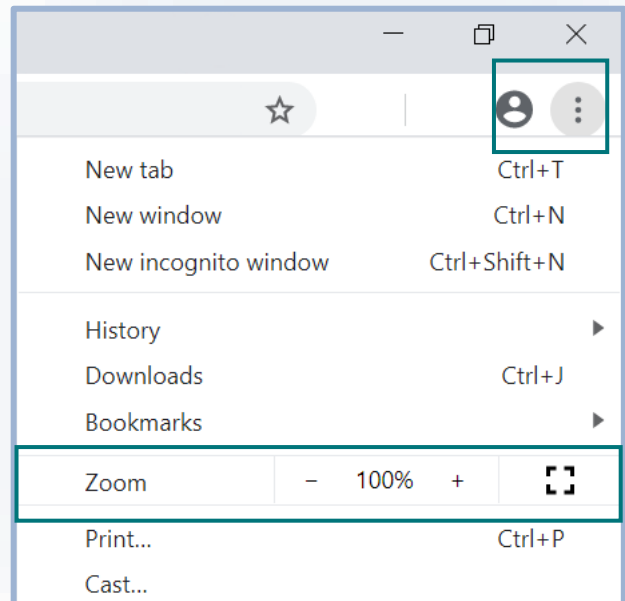 New tab Ctrl+T
New window Ctrl+N
New incognito window Ctrl+Shift+N
History
Downloads Ctrl+J
Bookmarks
Zoom - 100% +
Print... Ctrl+P
Cast...